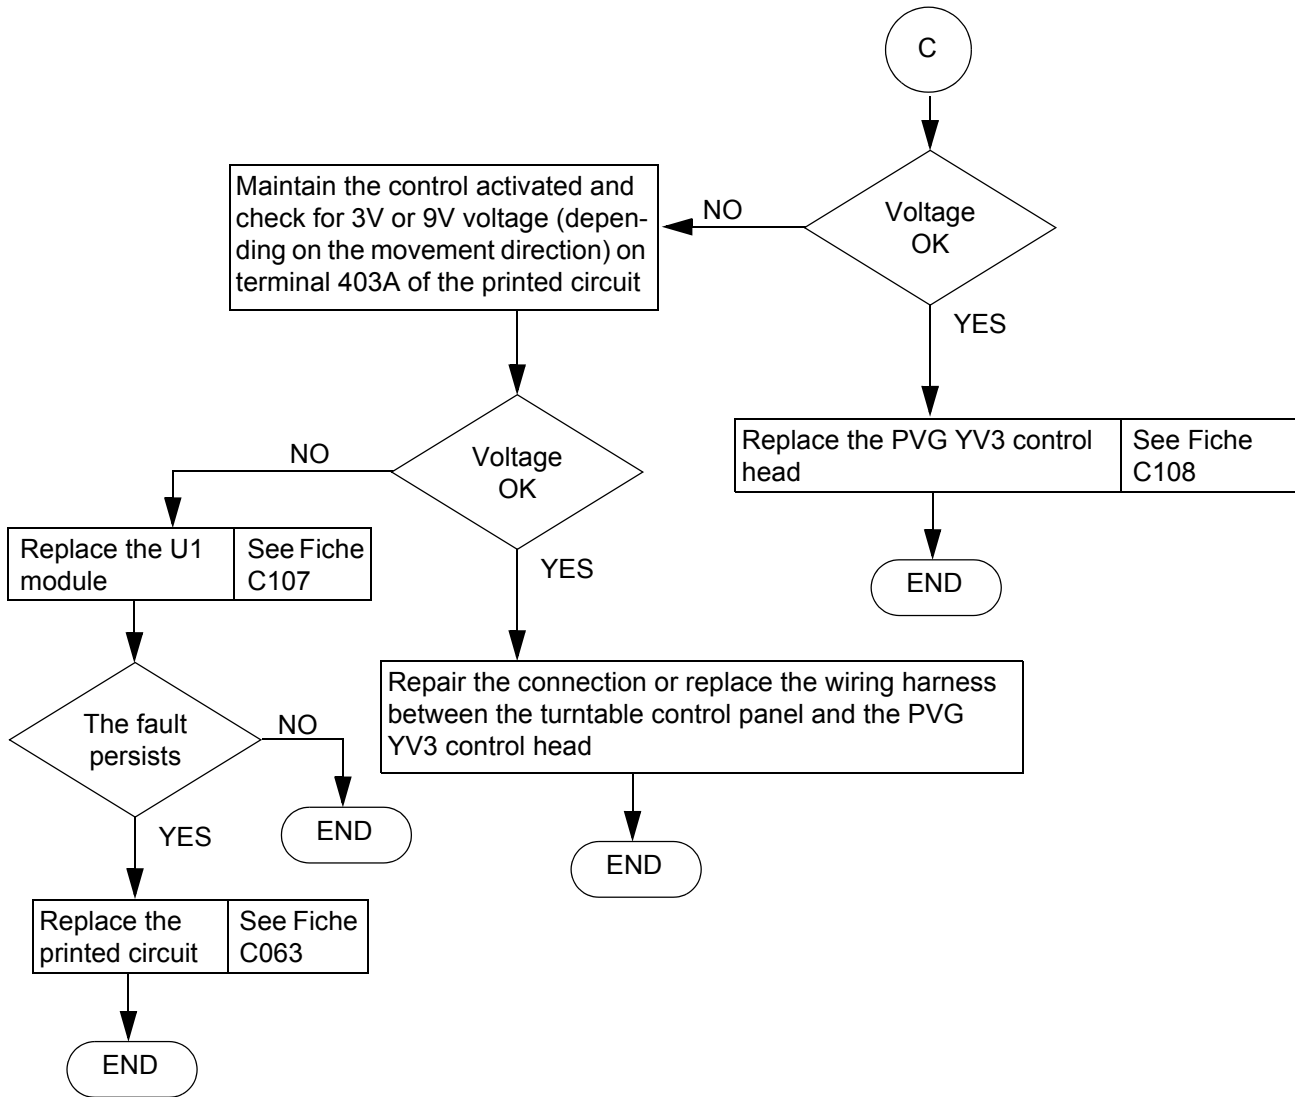 C
Voltage
OK
NO
Maintain the control activated and
check for 3V or 9V voltage (depen-
ding on the movement direction) on
terminal 403A of the printed circuit
YES
Replace the PVG YV3 control
head
See Fiche
C108
END
Voltage
OK
NO
YES
Replace the U1
module
See Fiche
C107
Repair the connection or replace the wiring harness
between the turntable control panel and the PVG
YV3 control head
END
The fault
persists
NO
END
YES
Replace the
printed circuit
See Fiche
C063
END